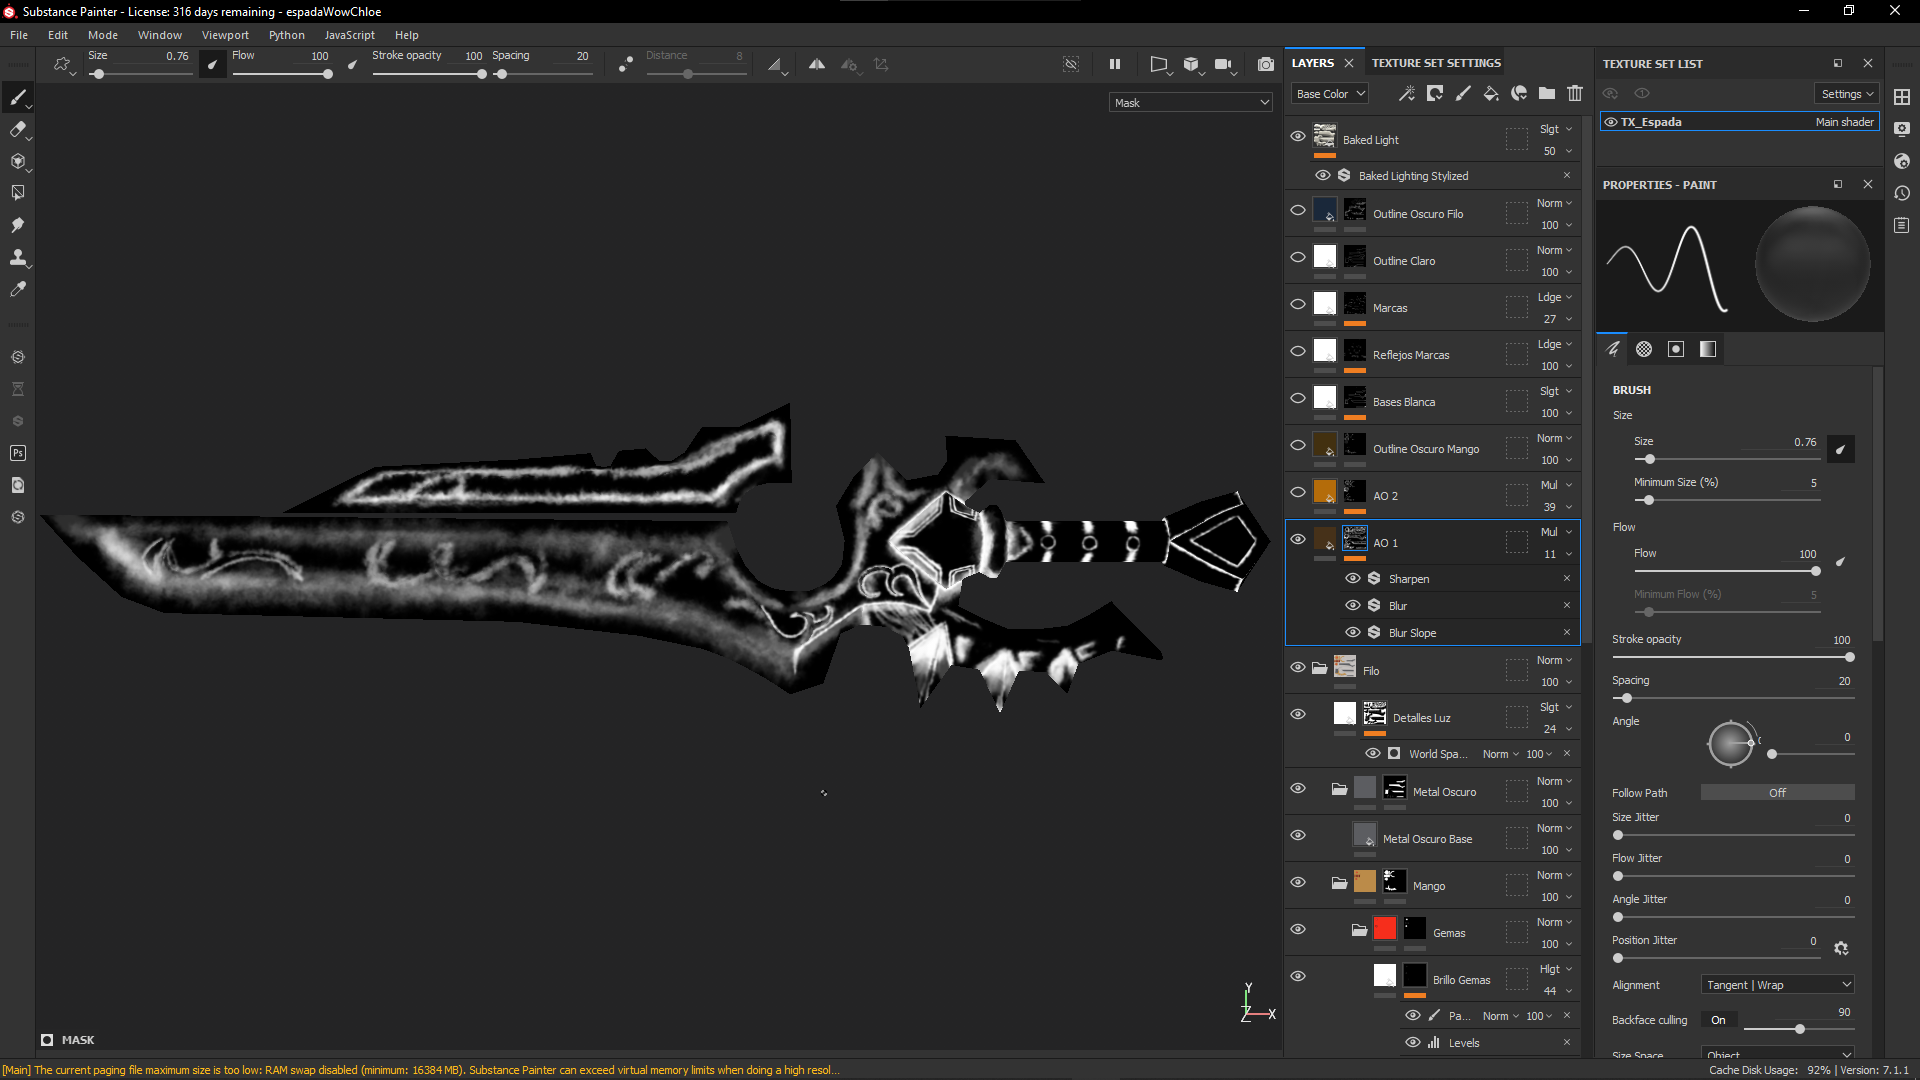 Substance Painter - License: 316 days remaining - espadaWowChloe
File Edit Mode Window Viewport Python JavaScript Help
Size 0.76 Flow 100 Stroke opacity 100 Spacing 20 Distance 8
Mask
LAYERS TEXTURE SET SETTINGS
Base Color
Baked Light Slgt 50
Baked Lighting Stylized
Outline Oscuro Filo Norm 100
Outline Claro Norm 100
Marcas Ldge 27
Reflejos Marcas Ldge 100
Bases Blanca Slgt 100
Outline Oscuro Mango Norm 100
AO 2 Mul 39
AO 1 Mul 11
Sharpen
Blur
Blur Slope
Filo Norm 100
Detalles Luz Slgt 24
World Spa... Norm 100
Metal Oscuro Norm 100
Metal Oscuro Base Norm 100
Mango Norm 100
Gemas Norm 100
Brillo Gemas Hlgt 44
Pa... Norm 100
Levels
TEXTURE SET LIST
Settings
TX_Espada Main shader
PROPERTIES - PAINT
BRUSH
Size
Size 0.76
Minimum Size (%) 5
Flow
Flow 100
Minimum Flow (%) 5
Stroke opacity 100
Spacing 20
Angle 0
Follow Path Off
Size Jitter 0
Flow Jitter 0
Angle Jitter 0
Position Jitter 0
Alignment Tangent | Wrap
Backface culling On 90
Size Space Object
Ps
Y
Z X
MASK
[Main] The current paging file maximum size is too low: RAM swap disabled (minimum: 16384 MB). Substance Painter can exceed virtual memory limits when doing a high resol...
Cache Disk Usage: 92% | Version: 7.1.1